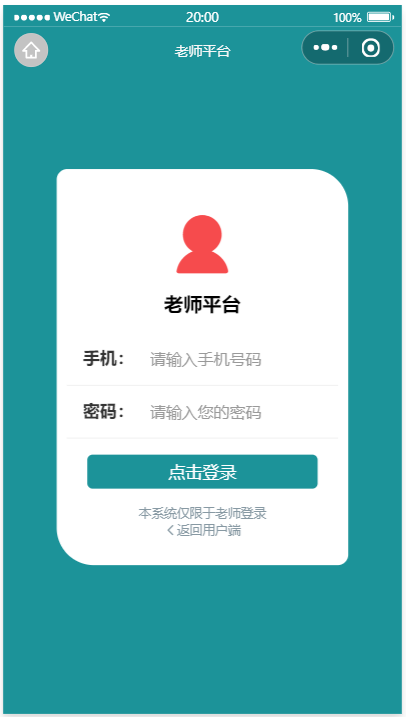 WeChat 20:00 100%
老师平台
老师平台
手机： 请输入手机号码
密码： 请输入您的密码
点击登录
本系统仅限于老师登录
返回用户端